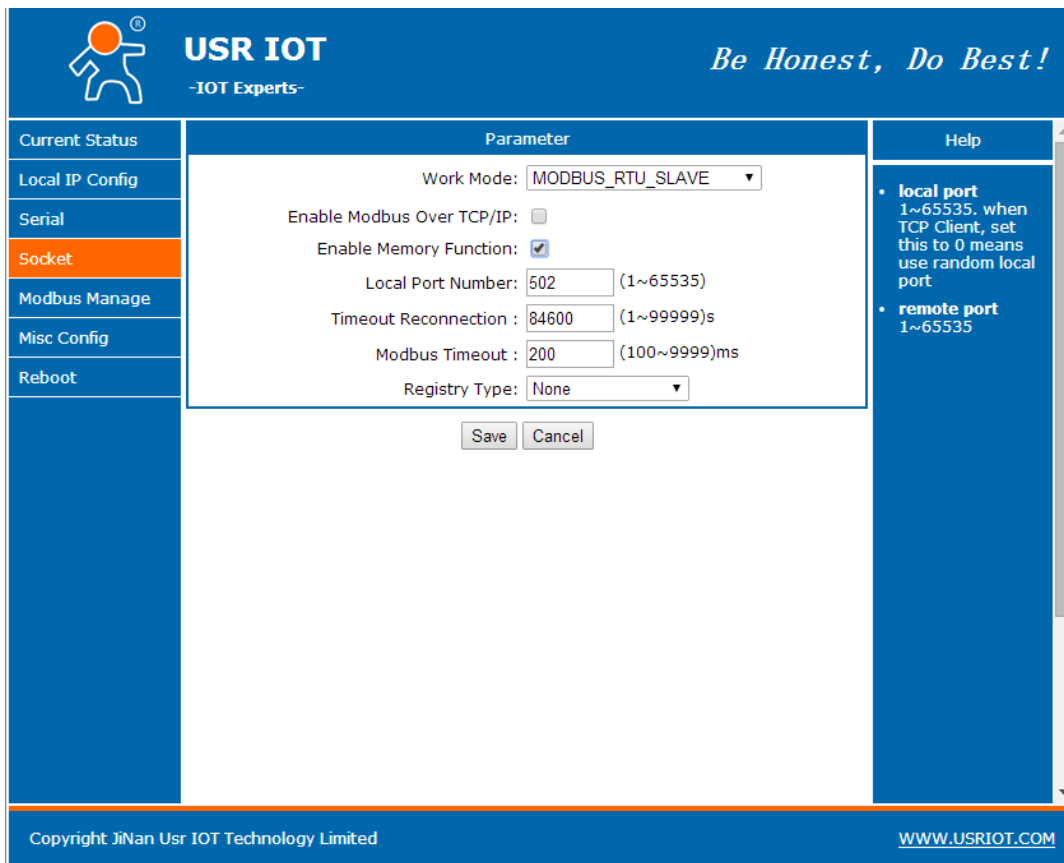 ®
USR IOT
-IOT Experts-
Be Honest, Do Best!
Current Status
Local IP Config
Serial
Socket
Modbus Manage
Misc Config
Reboot
Parameter
Work Mode: MODBUS_RTU_SLAVE
Enable Modbus Over TCP/IP:
Enable Memory Function:
Local Port Number: 502 (1~65535)
Timeout Reconnection : 84600 (1~99999)s
Modbus Timeout : 200 (100~9999)ms
Registry Type: None
Save Cancel
Help
local port
1~65535. when
TCP Client, set
this to 0 means
use random local
port
remote port
1~65535
Copyright JiNan Usr IOT Technology Limited
WWW.USRIOT.COM